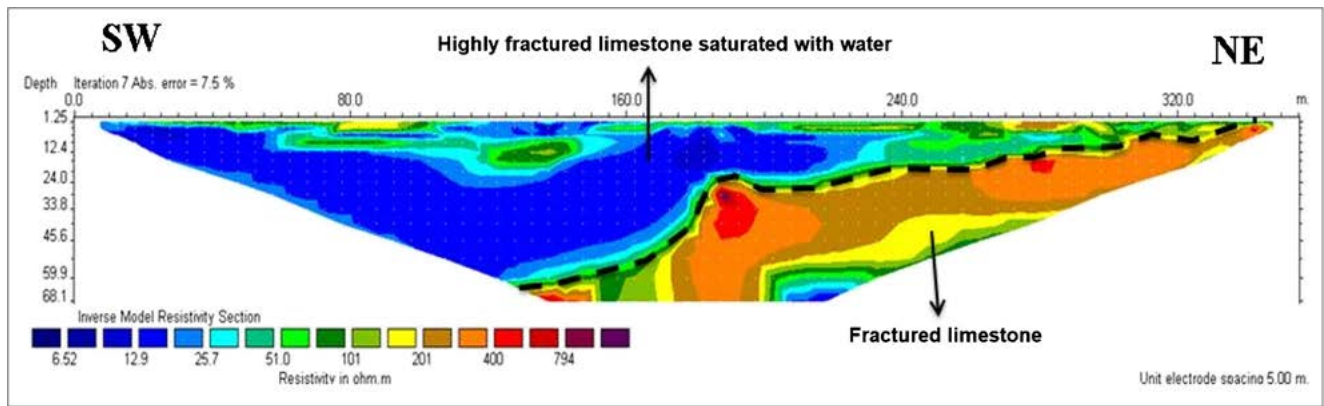 SW
NE
Highly fractured limestone saturated with water
Depth Iteration 7 Abs. error = 7.5 %
0.0 80.0 160.0 240.0 320.0 m.
1.25
12.4
24.0
33.8
45.6
59.9
68.1
Fractured limestone
Inverse Model Resistivity Section
6.52 12.9 25.7 51.0 101 201 400 794
Resistivity in ohm.m
Unit electrode spacing 5.00 m.